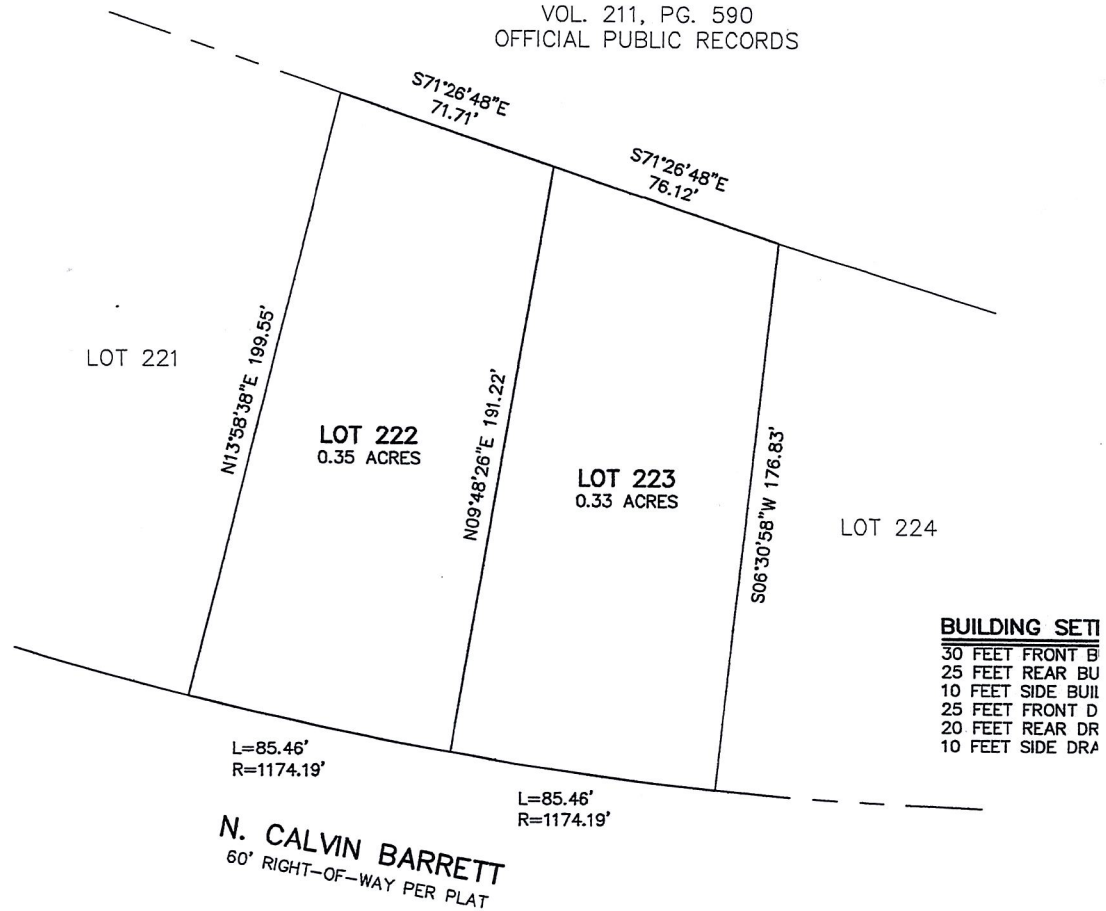 VOL. 211, PG. 590
OFFICIAL PUBLIC RECORDS
S71°26'48"E
71.71'
S71°26'48"E
76.12'
LOT 221
N13°58'38"E 199.55'
LOT 222
0.35 ACRES
N09°48'26"E 191.22'
LOT 223
0.33 ACRES
S06°30'58"W 176.83'
LOT 224
BUILDING SET
30 FEET FRONT B
25 FEET REAR BU
10 FEET SIDE BUIL
25 FEET FRONT D
20 FEET REAR DR
10 FEET SIDE DRA
L=85.46'
R=1174.19'
L=85.46'
R=1174.19'
N. CALVIN BARRETT
60' RIGHT-OF-WAY PER PLAT